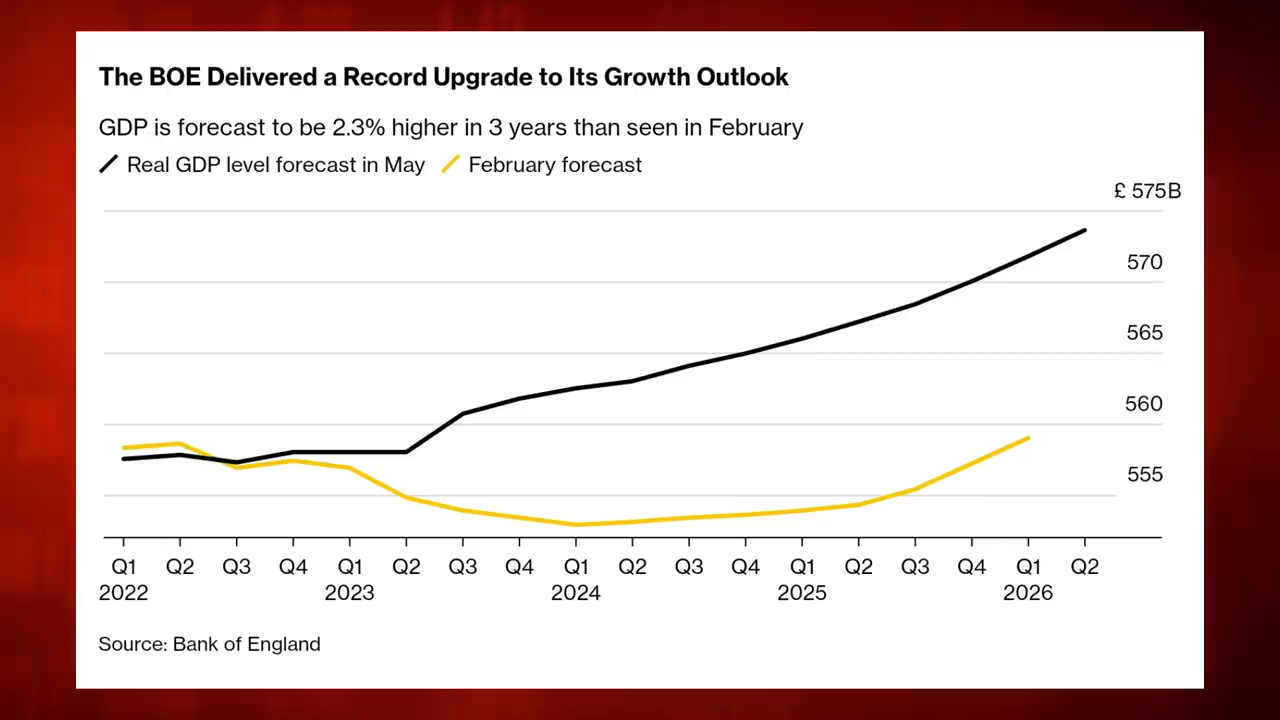 The BOE Delivered a Record Upgrade to Its Growth Outlook
GDP is forecast to be 2.3% higher in 3 years than seen in February
Real GDP level forecast in May February forecast
£ 575B
570
565
560
555
Q1 Q2 Q3 Q4 Q1 Q2 Q3 Q4 Q1 Q2 Q3 Q4 Q1 Q2 Q3 Q4 Q1 Q2
2022 2023 2024 2025 2026
Source: Bank of England